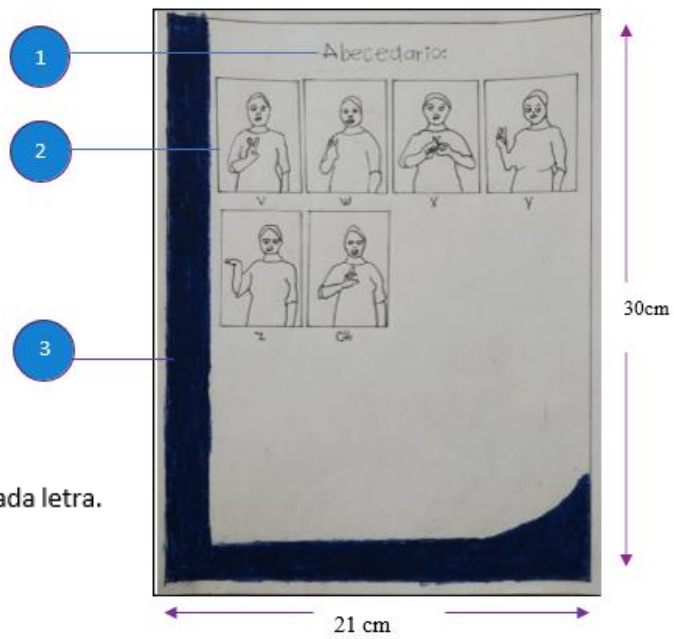 1
Abecedario:
2
V W X Y
Z CH
3
30cm
ada letra.
21 cm